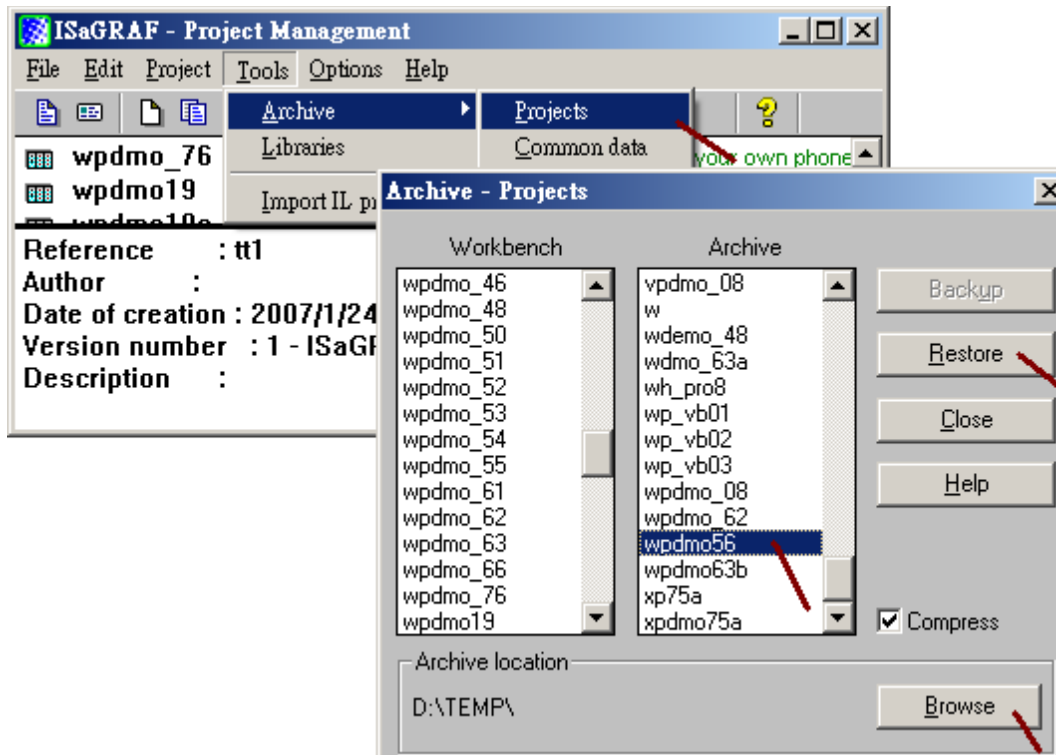 ISaGRAF - Project Management
File Edit Project Tools Options Help
Archive
Libraries
Projects
Common data
your own phone
wpdmo_76
wpdmo19
Reference : tt1
Author :
Date of creation : 2007/1/24
Version number : 1 - ISaGR
Description :
Archive - Projects
Workbench
wpdmo_46
wpdmo_48
wpdmo_50
wpdmo_51
wpdmo_52
wpdmo_53
wpdmo_54
wpdmo_55
wpdmo_61
wpdmo_62
wpdmo_63
wpdmo_66
wpdmo_76
wpdmo19
Archive
vpdmo_08
w
wdemo_48
wdmo_63a
wh_pro8
wp_vb01
wp_vb02
wp_vb03
wpdmo_08
wpdmo_62
wpdmo56
wpdmo63b
xp75a
xpdmo75a
Backup
Restore
Close
Help
Compress
Archive location
D:\TEMP\
Browse
Import IL